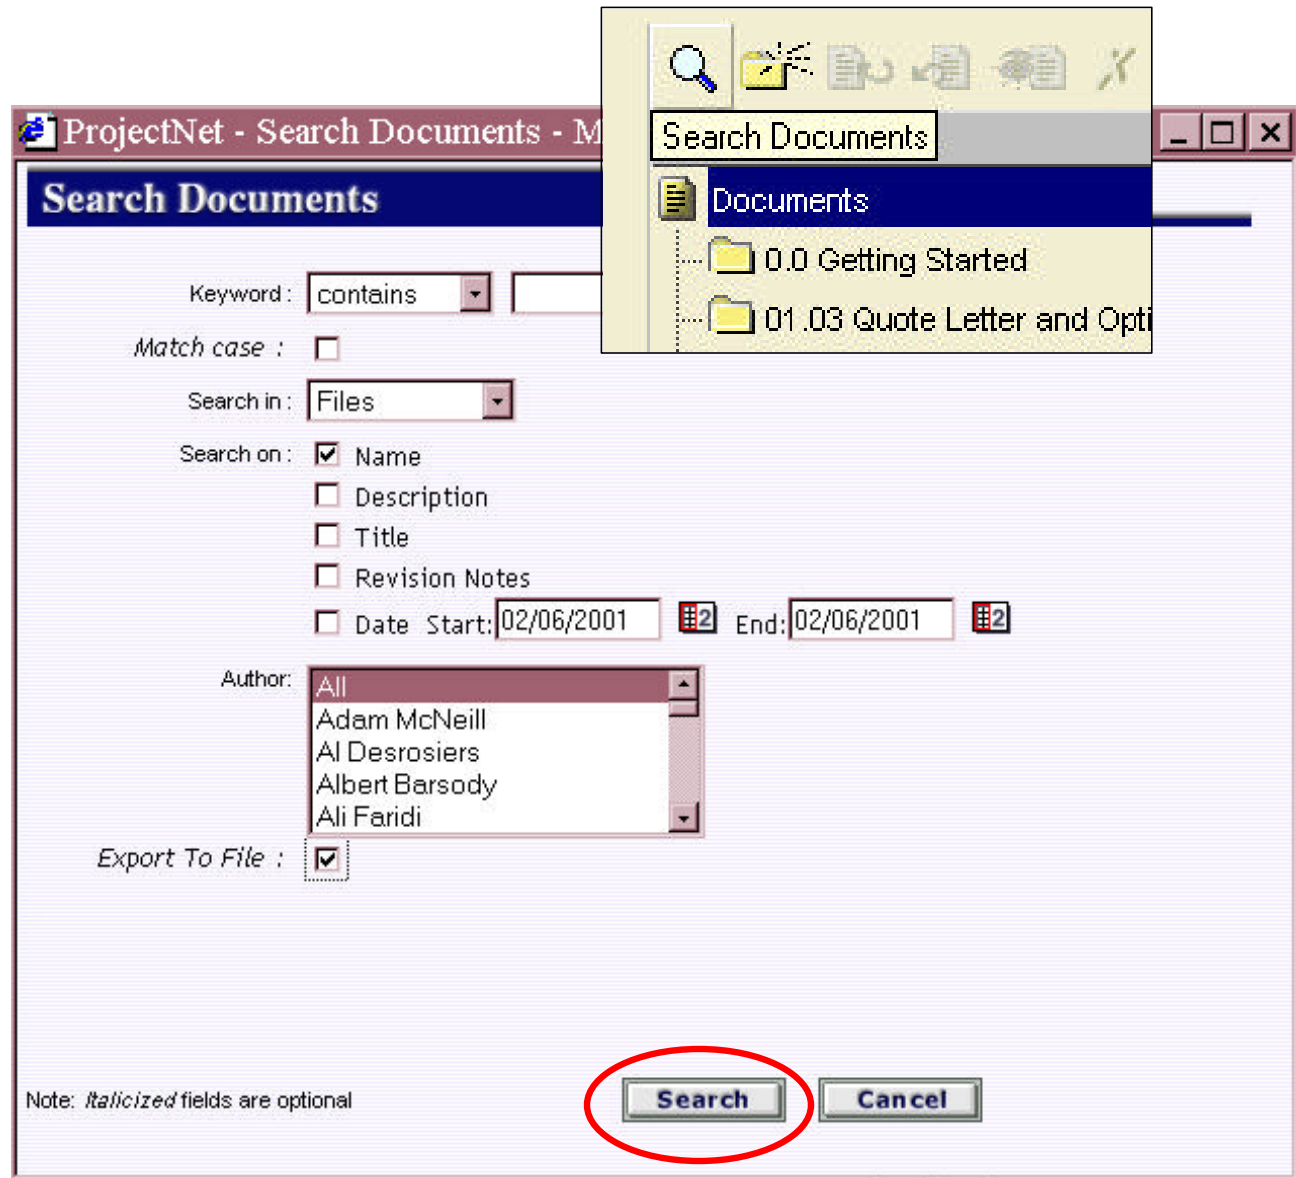 ProjectNet - Search Documents - M
Search Documents
Search Documents
Documents
0.0 Getting Started
01.03 Quote Letter and Opti
Keyword : contains
Match case :
Search in : Files
Search on : Name
Description
Title
Revision Notes
Date Start: 02/06/2001 2 End: 02/06/2001 2
Author: All
Adam McNeill
Al Desrosiers
Albert Barsody
Ali Faridi
Export To File :
Note: Italicized fields are optional Search Cancel